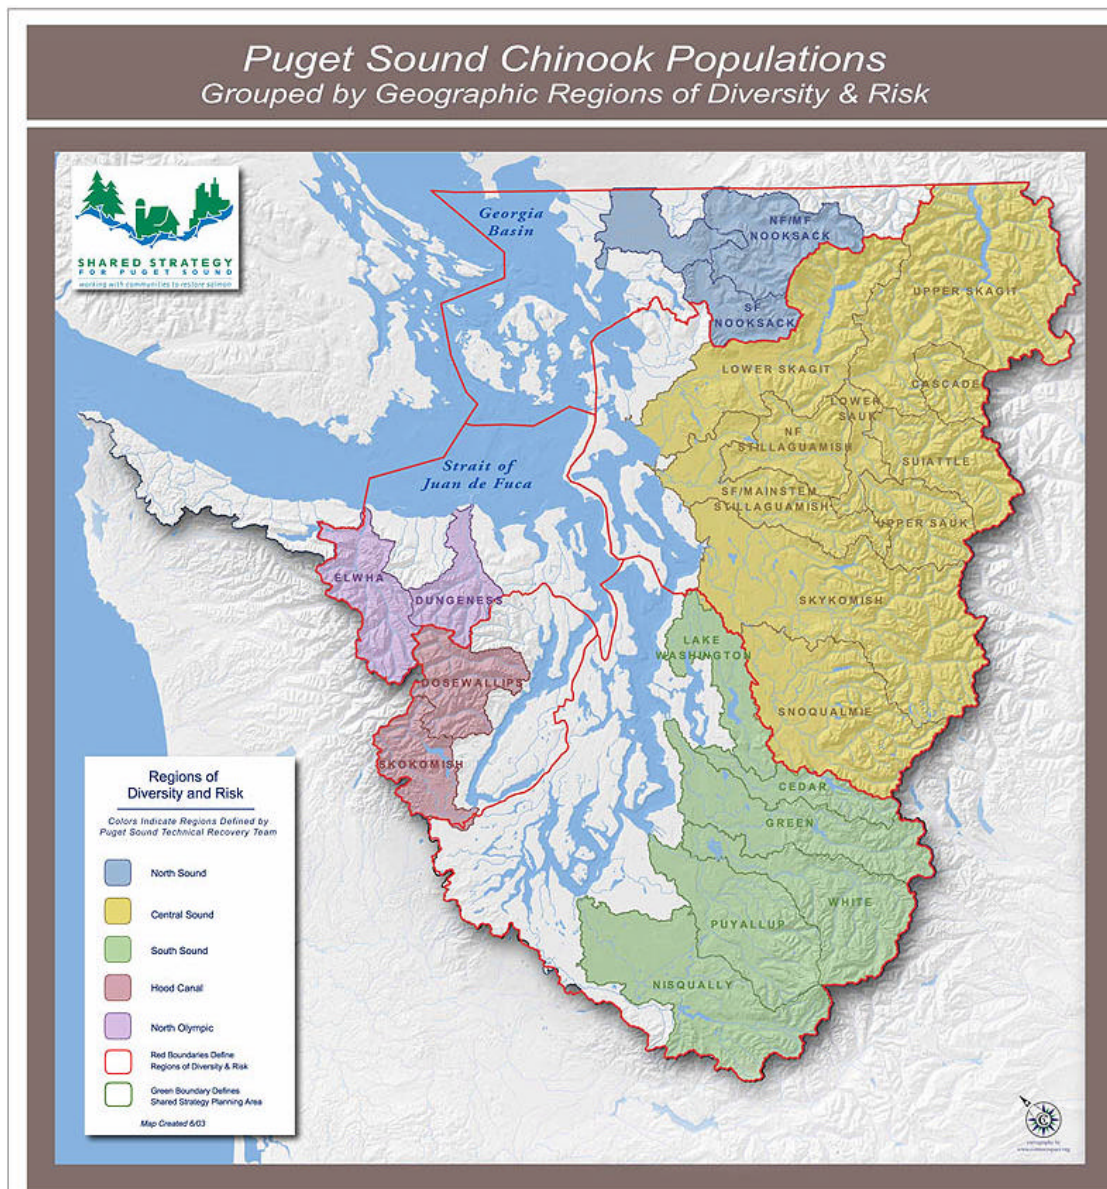 Puget Sound Chinook Populations
Grouped by Geographic Regions of Diversity & Risk
SHARED STRATEGY
FOR PUGET SOUND
working with communities to restore salmon
Georgia
Basin
NF/MF
NOOKSACK
UPPER SKAGIT
SF
NOOKSACK
LOWER SKAGIT
CASCADE
LOWER
SAUK
NF
STILLAGUAMISH
SUIATTLE
Strait of
Juan de Fuca
SF/MAINSTEM
STILLAGUAMISH
UPPER SAUK
ELWHA
DUNGENESS
SKYKOMISH
LAKE
WASHINGTON
DOSEWALLIPS
SNOQUALMIE
SKOKOMISH
CEDAR
GREEN
WHITE
PUYALLUP
NISQUALLY
Regions of
Diversity and Risk
Colors Indicate Regions Defined by
Puget Sound Technical Recovery Team
North Sound
Central Sound
South Sound
Hood Canal
North Olympic
Red Boundaries Define
Regions of Diversity & Risk
Green Boundary Defines
Shared Strategy Planning Area
Map Created 6/03
cartography by